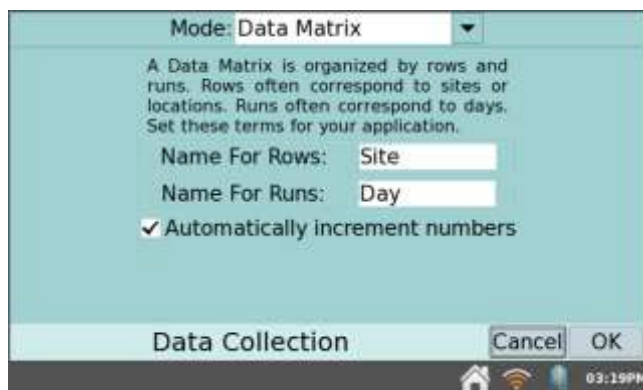 Mode: Data Matrix
A Data Matrix is organized by rows and
runs. Rows often correspond to sites or
locations. Runs often correspond to days.
Set these terms for your application.
Name For Rows: Site
Name For Runs: Day
Automatically increment numbers
Data Collection Cancel OK
03:19PM